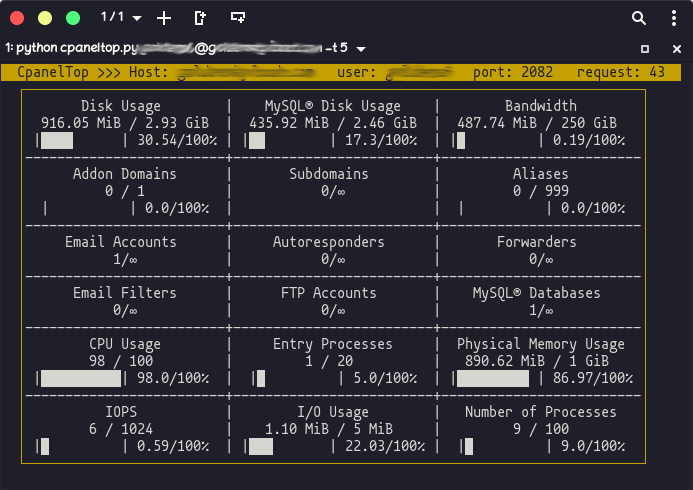 1/1
1: python cpaneltop.py @g -t 5
CpanelTop >>> Host: user: port: 2082 request: 43
Disk Usage | MySQL® Disk Usage | Bandwidth
916.05 MiB / 2.93 GiB | 435.92 MiB / 2.46 GiB | 487.74 MiB / 250 GiB
| | 30.54/100% | | 17.3/100% | | 0.19/100%
Addon Domains | Subdomains | Aliases
0 / 1 | 0/∞ | 0 / 999
| | 0.0/100% | | | | 0.0/100%
Email Accounts | Autoresponders | Forwarders
1/∞ | 0/∞ | 0/∞
Email Filters | FTP Accounts | MySQL® Databases
0/∞ | 0/∞ | 1/∞
CPU Usage | Entry Processes | Physical Memory Usage
98 / 100 | 1 / 20 | 890.62 MiB / 1 GiB
| | 98.0/100% | | 5.0/100% | | 86.97/100%
IOPS | I/O Usage | Number of Processes
6 / 1024 | 1.10 MiB / 5 MiB | 9 / 100
| | 0.59/100% | | 22.03/100% | | 9.0/100%